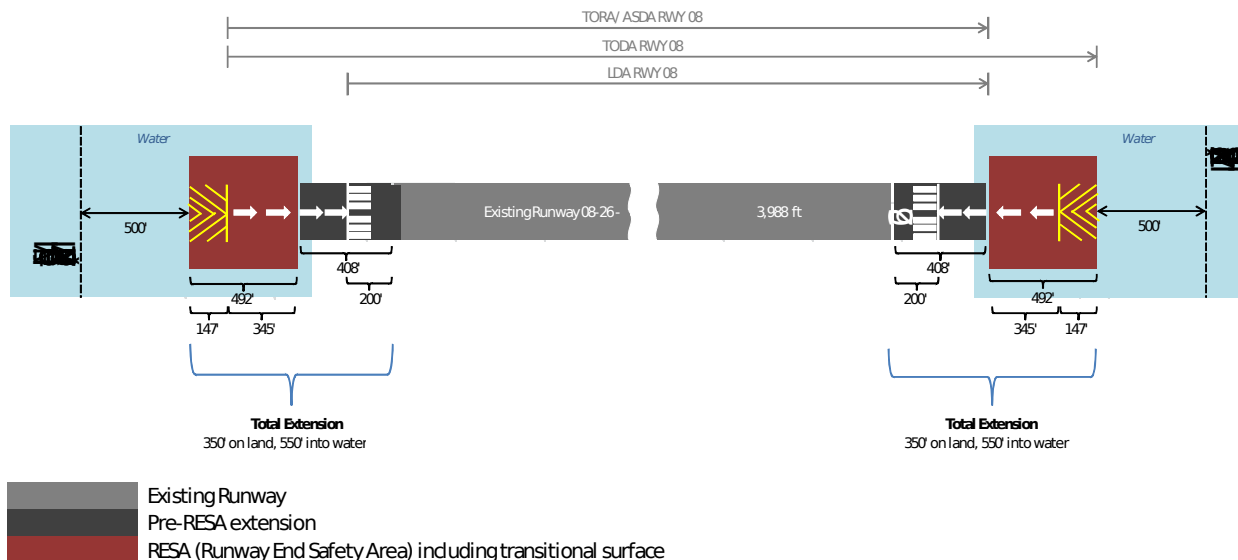 TORA/ ASDA RWY 08
TODA RWY 08
LDA RWY 08
Water
Water
500'
Existing Runway 08-26 -
3,988 ft
500'
408'
408'
492'
200'
200'
492'
147'
345'
345'
147'
Total Extension
350' on land, 550' into water
Total Extension
350' on land, 550' into water
Existing Runway
Pre-RESA extension
RESA (Runway End Safety Area) including transitional surface